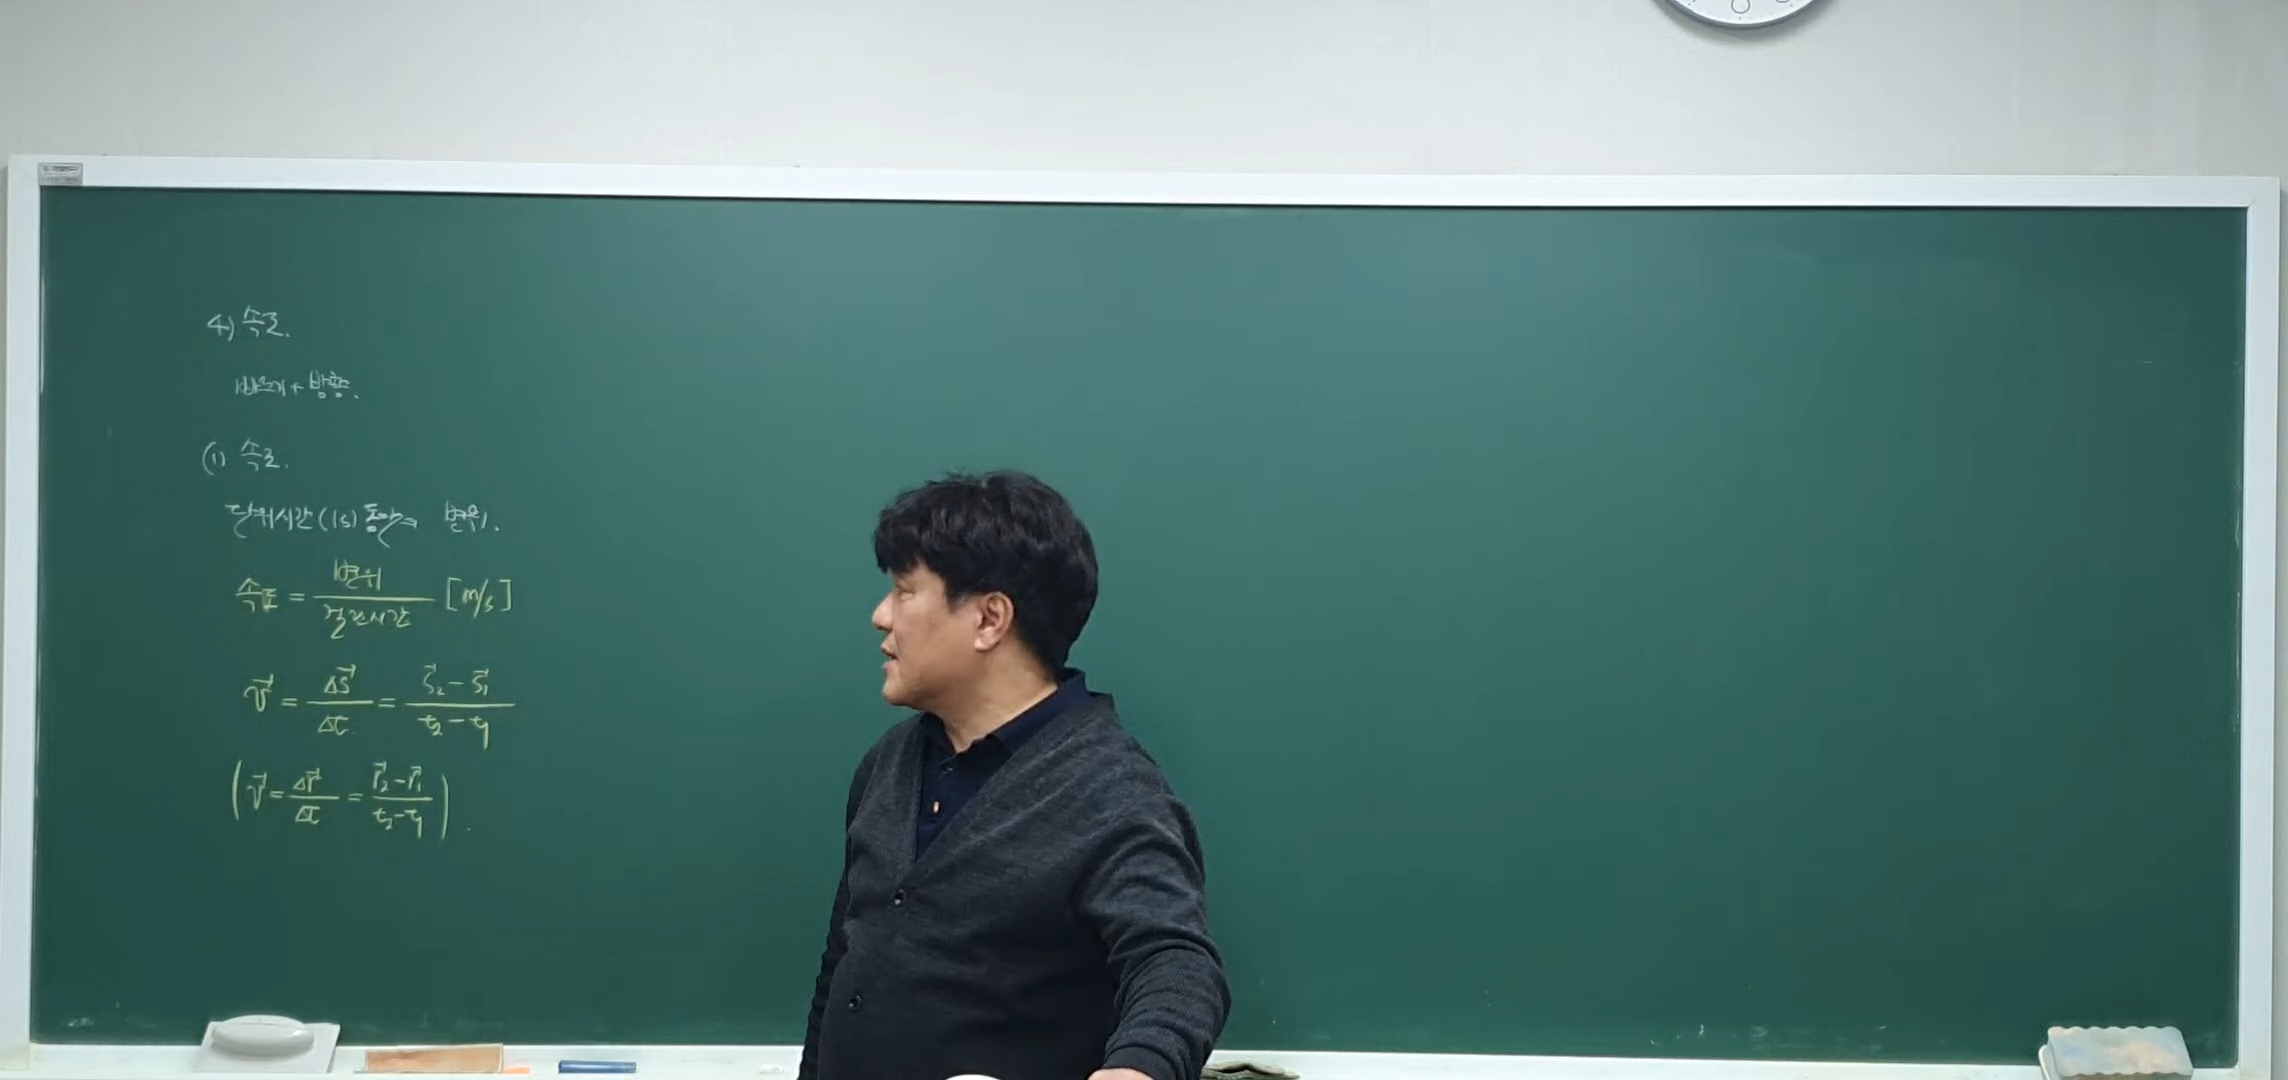 4) 속도.
빠르기 + 방향.
(1) 속도.
단위시간(1s) 동안의 변위.
속도 = 변위 / 걸린시간 [m/s]
v⃗ = Δs⃗ / Δt = (s⃗₂ - s⃗₁) / (t₂ - t₁)
(v⃗ = Δr⃗ / Δt = (r⃗₂ - r⃗₁) / (t₂ - t₁)).